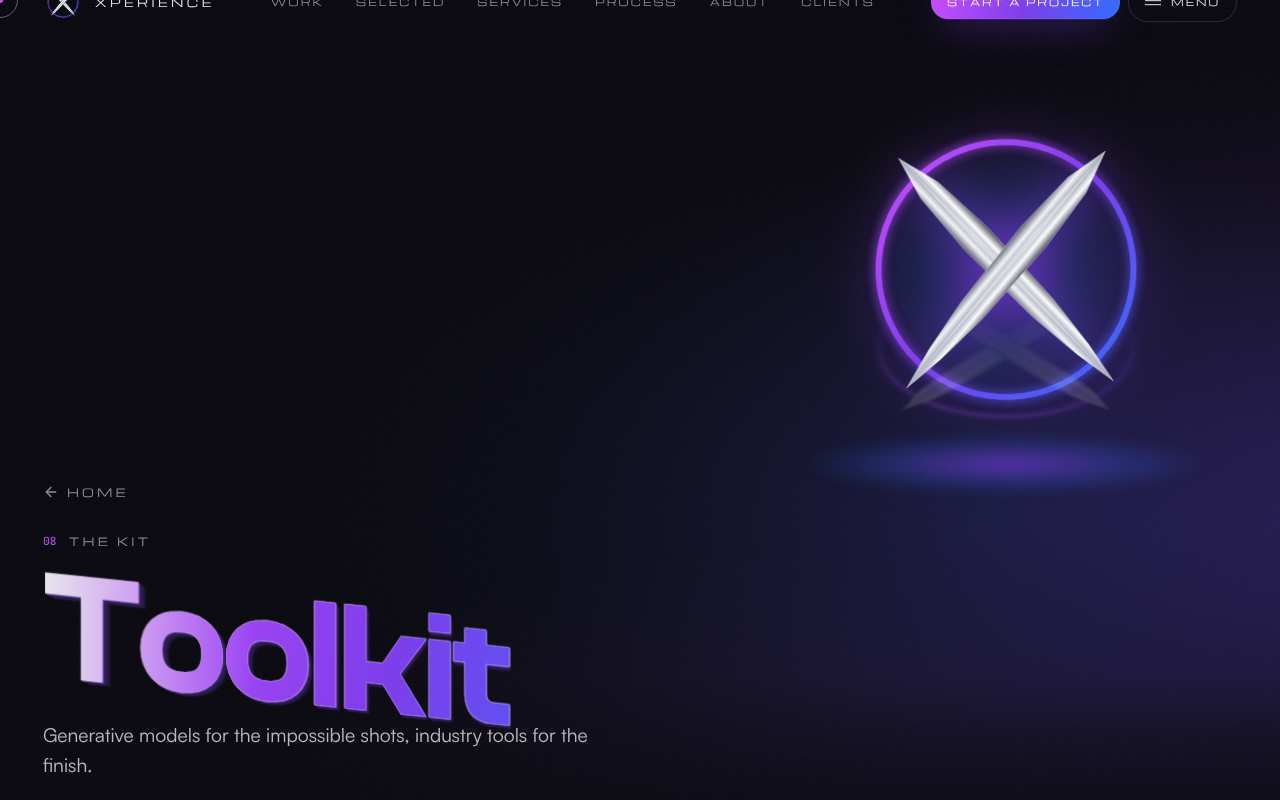 XPERIENCE WORK SELECTED SERVICES PROCESS ABOUT CLIENTS START A PROJECT MENU
← HOME
08 THE KIT
Toolkit
Generative models for the impossible shots, industry tools for the
finish.